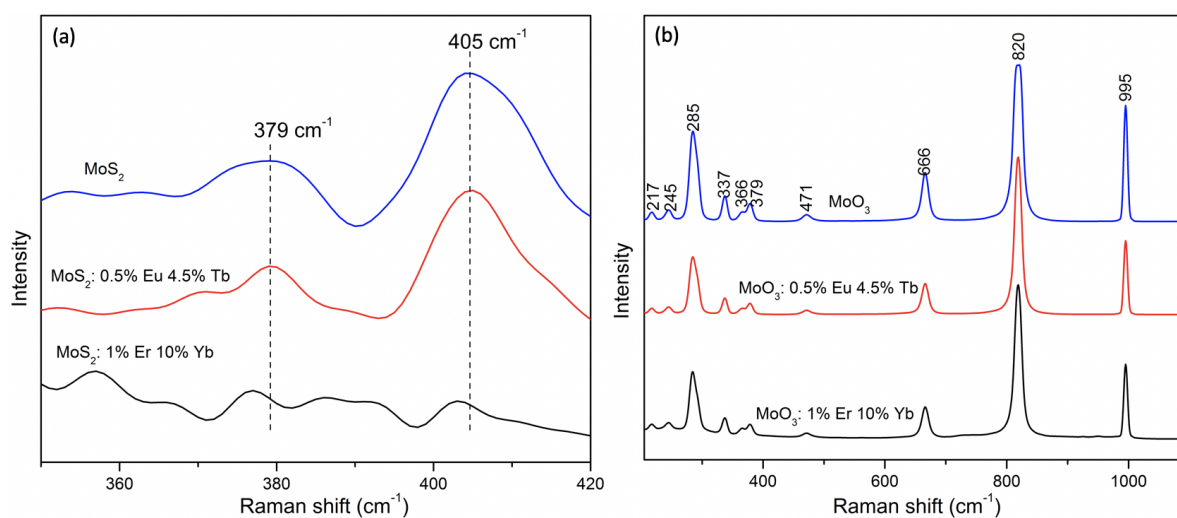 (a)
405 cm⁻¹
379 cm⁻¹
MoS₂
MoS₂: 0.5% Eu 4.5% Tb
MoS₂: 1% Er 10% Yb
Intensity
360
380
400
420
Raman shift (cm⁻¹)
(b)
217
245
285
337
366
379
471
666
820
995
MoO₃
MoO₃: 0.5% Eu 4.5% Tb
MoO₃: 1% Er 10% Yb
Intensity
400
600
800
1000
Raman shift (cm⁻¹)